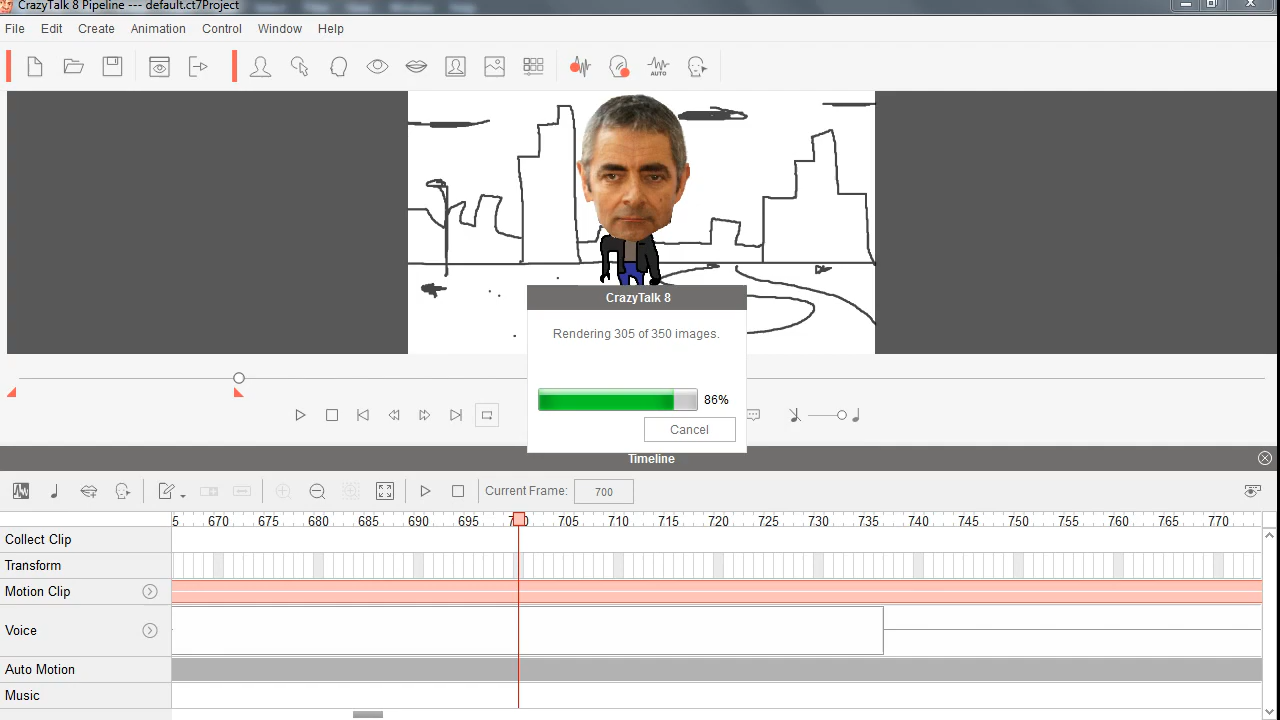 CrazyTalk 8 Pipeline --- default.ct7Project
File Edit Create Animation Control Window Help
AUTO
CrazyTalk 8
Rendering 305 of 350 images.
86%
Cancel
Timeline
Current Frame: 700
5 670 675 680 685 690 695 700 705 710 715 720 725 730 735 740 745 750 755 760 765 770
Collect Clip
Transform
Motion Clip
Voice
Auto Motion
Music